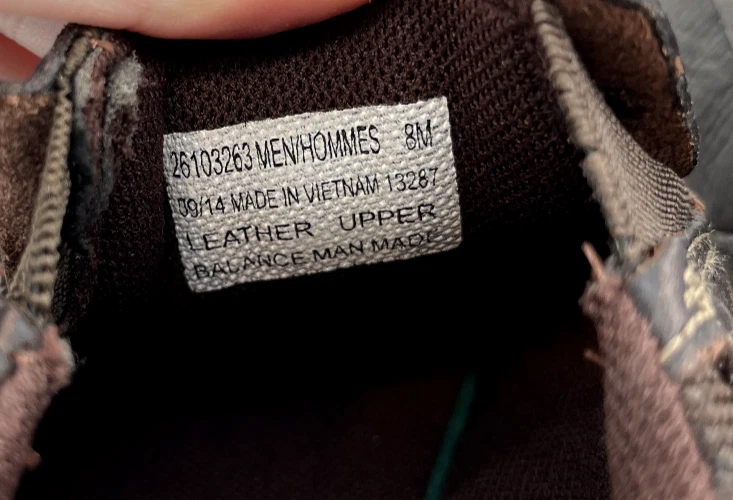 26103263 MEN/HOMMES 8M
09/14 MADE IN VIETNAM 13287
LEATHER UPPER
BALANCE MAN MADE